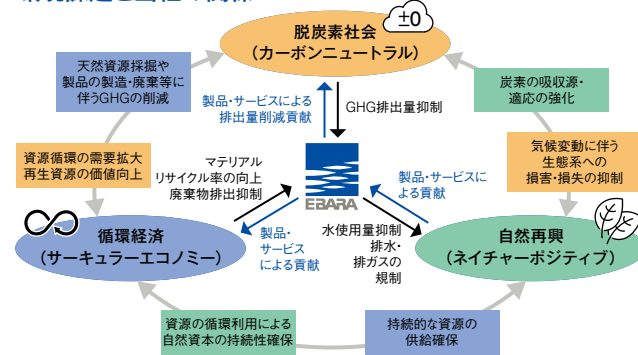 ±0
脱炭素社会
(カーボンニュートラル)
天然資源採掘や
製品の製造・廃棄等に
伴うGHGの削減
製品・サービスによる
排出量削減貢献
GHG排出量抑制
炭素の吸収源・
適応の強化
資源循環の需要拡大
再生資源の価値向上
マテリアル
リサイクル率の向上
廃棄物排出抑制
EBARA
製品・サービスに
よる貢献
気候変動に伴う
生態系への
損害・損失の抑制
循環経済
(サーキュラーエコノミー)
製品・
サービス
による貢献
水使用量抑制
排水・
排ガスの
規制
自然再興
(ネイチャーポジティブ)
資源の循環利用による
自然資本の持続性確保
持続的な資源の
供給確保